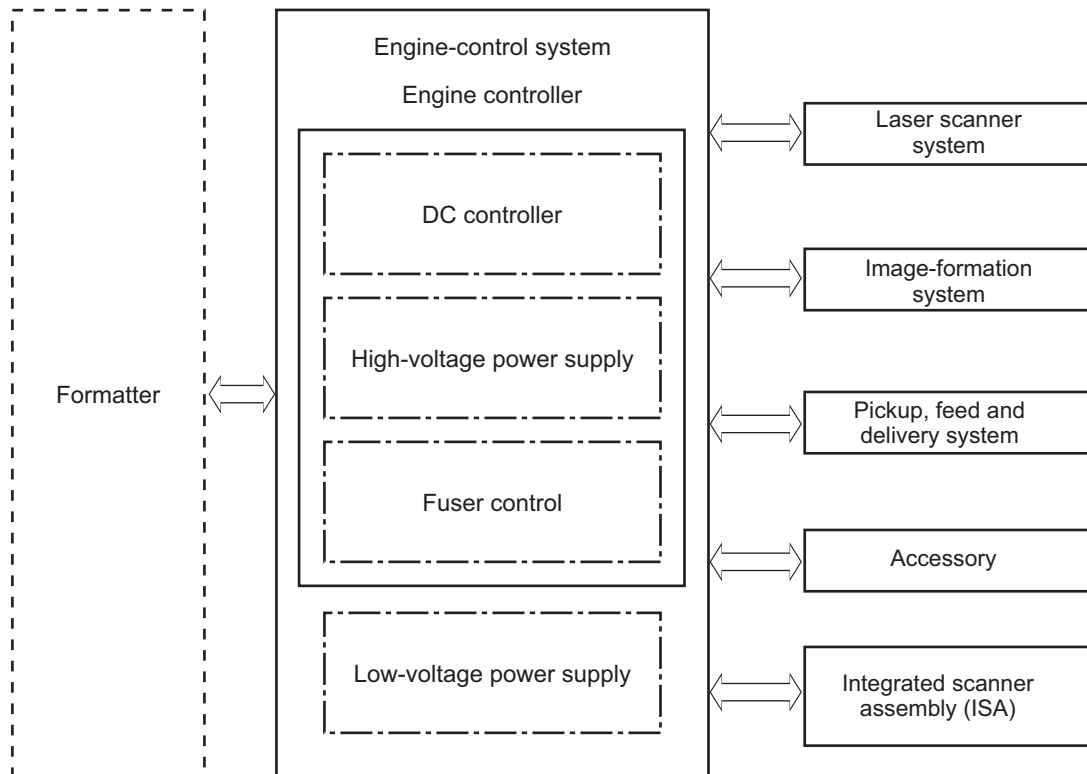 Engine-control system
Engine controller
DC controller
High-voltage power supply
Fuser control
Low-voltage power supply
Formatter
Laser scanner
system
Image-formation
system
Pickup, feed and
delivery system
Accessory
Integrated scanner
assembly (ISA)